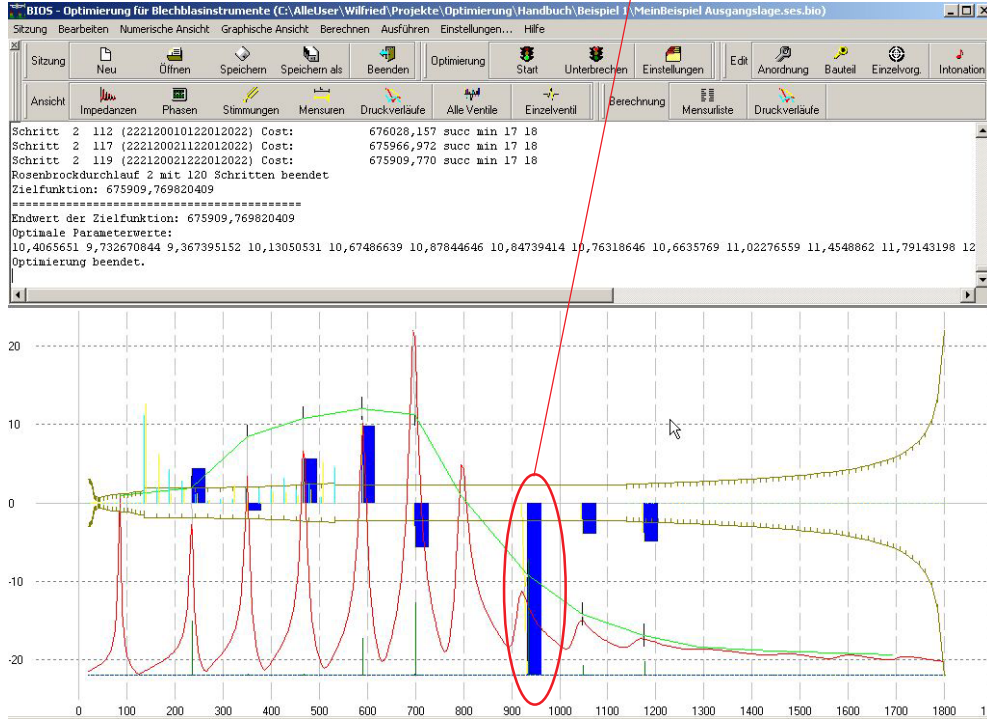 BIOS - Optimierung für Blechblasinstrumente (C:\AlleUser\Wilfried\Projekte\Optimierung\Handbuch\Beispiel 1\MeinBeispiel Ausgangslage.ses.bio)
Sitzung Bearbeiten Numerische Ansicht Graphische Ansicht Berechnen Ausführen Einstellungen... Hilfe
Sitzung Neu Öffnen Speichern Speichern als Beenden Optimierung Start Unterbrechen Einstellungen Edit Anordnung Bauteil Einzelvorg. Intonation
Ansicht Impedanzen Phasen Stimmungen Mensuren Druckverläufe Alle Ventile Einzelventil Berechnung Mensurliste Druckverläufe
Schritt 2 112 (222120010122012022) Cost: 676028,157 succ min 17 18
Schritt 2 117 (222120021122012022) Cost: 675966,972 succ min 17 18
Schritt 2 119 (222120021222012022) Cost: 675909,770 succ min 17 18
Rosenbrockdurchlauf 2 mit 120 Schritten beendet
Zielfunktion: 675909,769820409
==========================================
Endwert der Zielfunktion: 675909,769820409
Optimale Parameterwerte:
10,4065651 9,732670844 9,367395152 10,13050531 10,67486639 10,87844646 10,84739414 10,76318646 10,6635769 11,02276559 11,4548862 11,79143198 12
Optimierung beendet.
20
10
0
-10
-20
0 100 200 300 400 500 600 700 800 900 1000 1100 1200 1300 1400 1500 1600 1700 1800 1